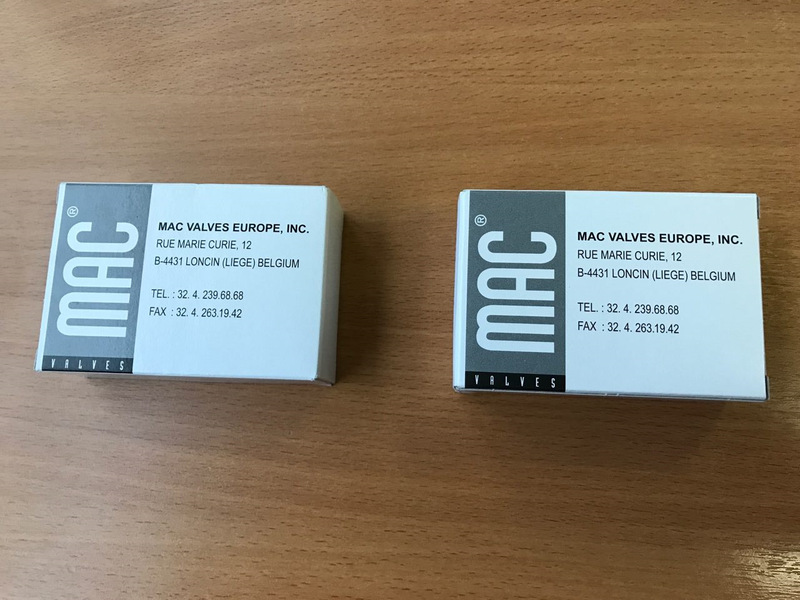 MAC®
VALVES
MAC VALVES EUROPE, INC.
RUE MARIE CURIE, 12
B-4431 LONCIN (LIEGE) BELGIUM
TEL. : 32. 4. 239.68.68
FAX : 32. 4. 263.19.42
MAC®
VALVES
MAC VALVES EUROPE, INC.
RUE MARIE CURIE, 12
B-4431 LONCIN (LIEGE) BELGIUM
TEL. : 32. 4. 239.68.68
FAX : 32. 4. 263.19.42